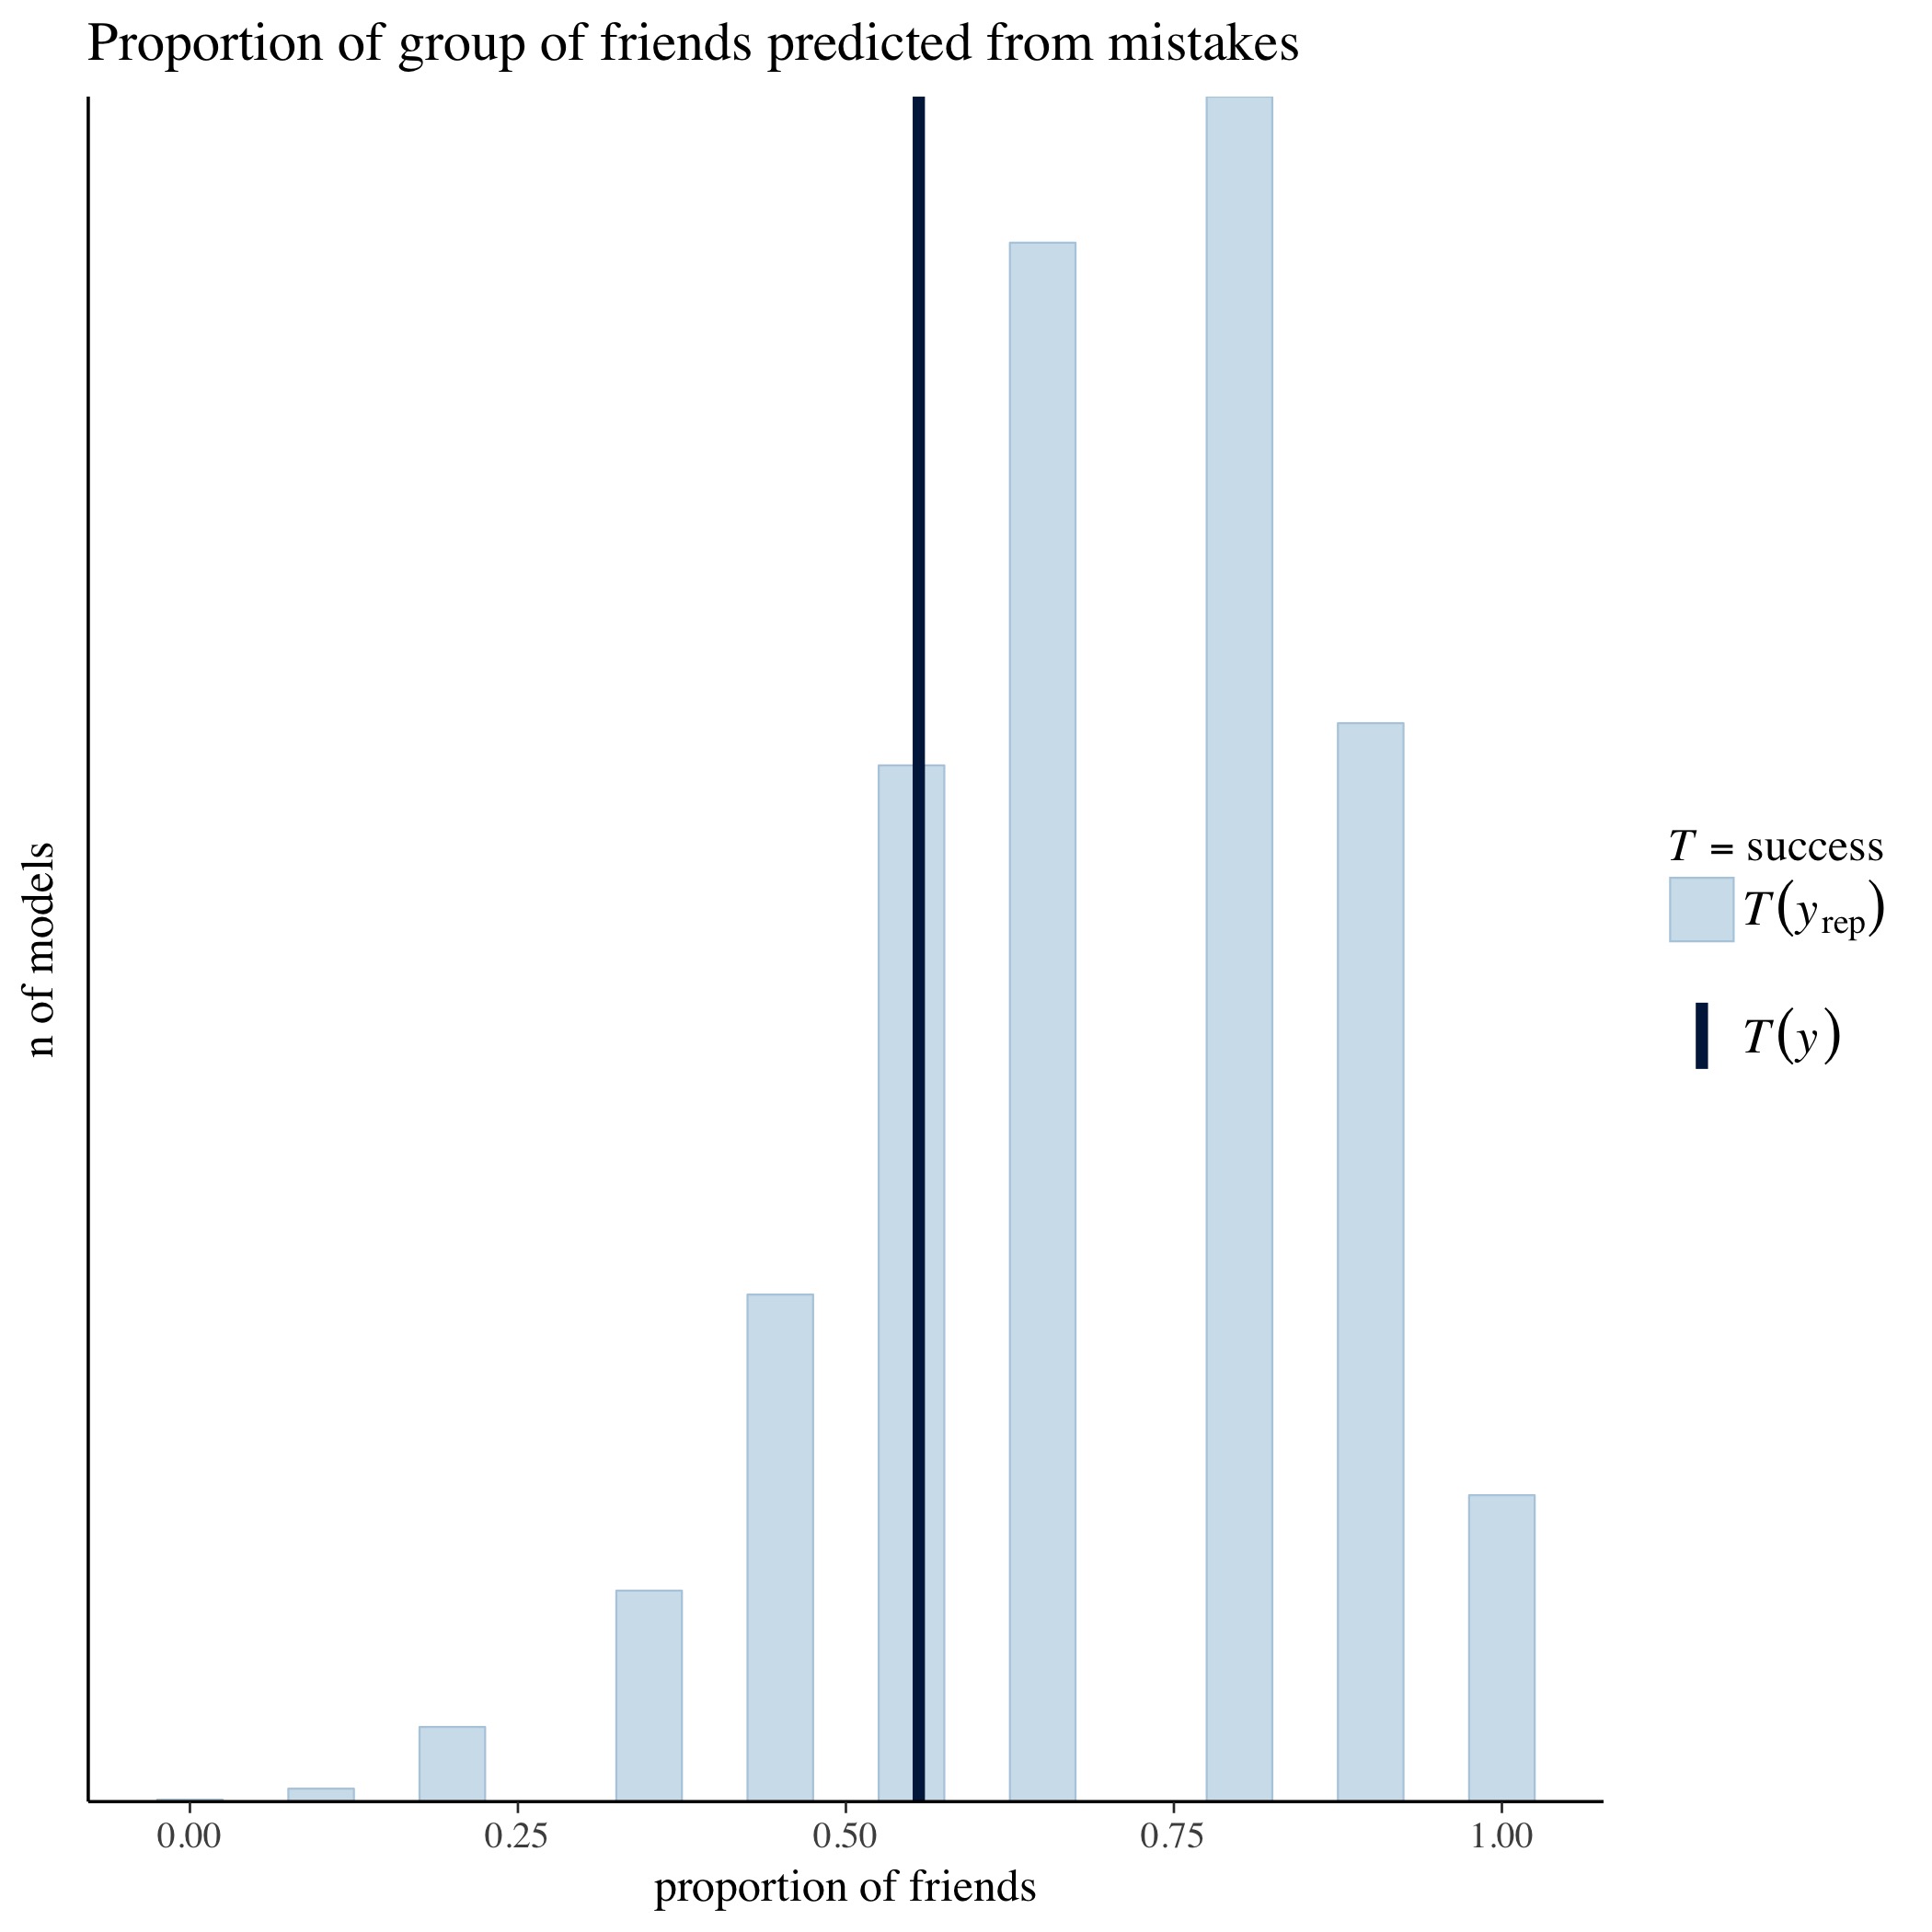 Proportion of group of friends predicted from mistakes
n of models
0.00 0.25 0.50 0.75 1.00
proportion of friends
T = success
T(yrep)
T(y)